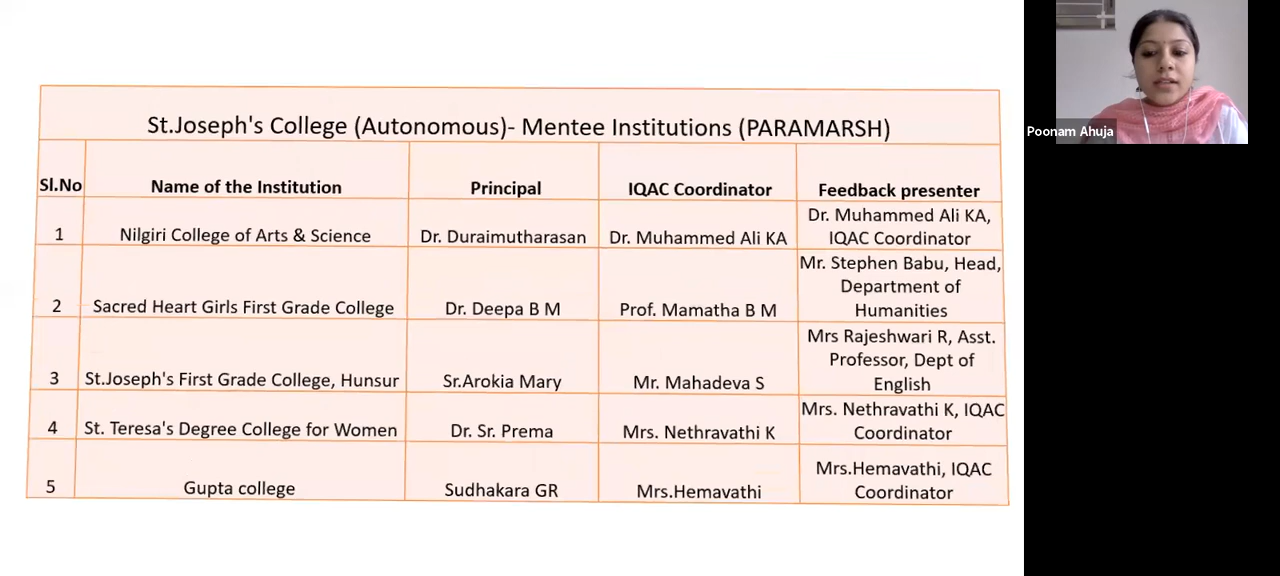 St.Joseph's College (Autonomous)- Mentee Institutions (PARAMARSH)
Sl.No Name of the Institution Principal IQAC Coordinator Feedback presenter
1 Nilgiri College of Arts & Science Dr. Duraimutharasan Dr. Muhammed Ali KA Dr. Muhammed Ali KA,
IQAC Coordinator
2 Sacred Heart Girls First Grade College Dr. Deepa B M Prof. Mamatha B M Mr. Stephen Babu, Head,
Department of
Humanities
3 St.Joseph's First Grade College, Hunsur Sr.Arokia Mary Mr. Mahadeva S Mrs Rajeshwari R, Asst.
Professor, Dept of
English
4 St. Teresa's Degree College for Women Dr. Sr. Prema Mrs. Nethravathi K Mrs. Nethravathi K, IQAC
Coordinator
5 Gupta college Sudhakara GR Mrs.Hemavathi Mrs.Hemavathi, IQAC
Coordinator
Poonam Ahuja